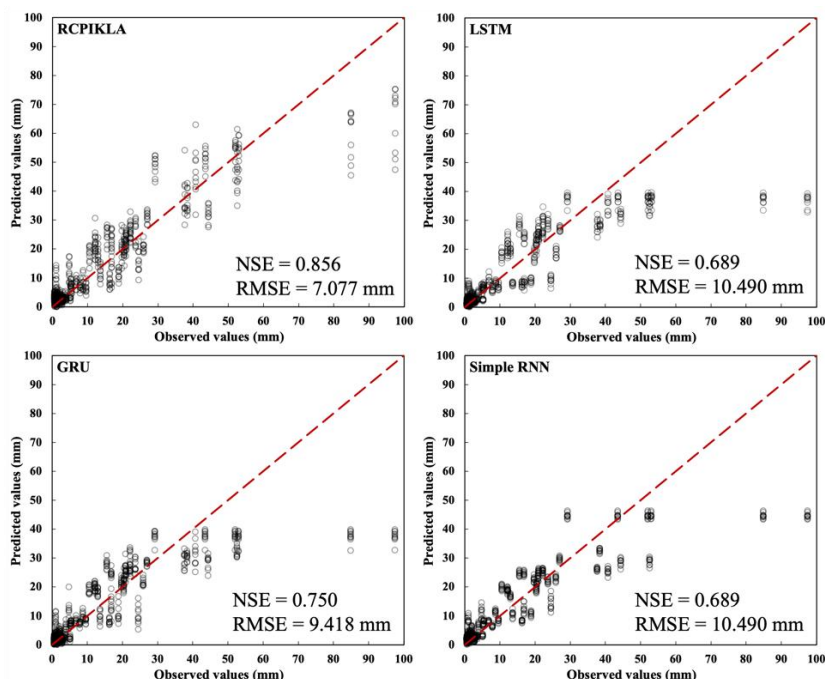 RCPIKLA
100
90
80
70
60
50
40
30
20
10
0
Predicted values (mm)
NSE = 0.856
RMSE = 7.077 mm
0 10 20 30 40 50 60 70 80 90 100
Observed values (mm)
LSTM
100
90
80
70
60
50
40
30
20
10
0
Predicted values (mm)
NSE = 0.689
RMSE = 10.490 mm
0 10 20 30 40 50 60 70 80 90 100
Observed values (mm)
GRU
100
90
80
70
60
50
40
30
20
10
0
Predicted values (mm)
NSE = 0.750
RMSE = 9.418 mm
0 10 20 30 40 50 60 70 80 90 100
Observed values (mm)
Simple RNN
100
90
80
70
60
50
40
30
20
10
0
Predicted values (mm)
NSE = 0.689
RMSE = 10.490 mm
0 10 20 30 40 50 60 70 80 90 100
Observed values (mm)